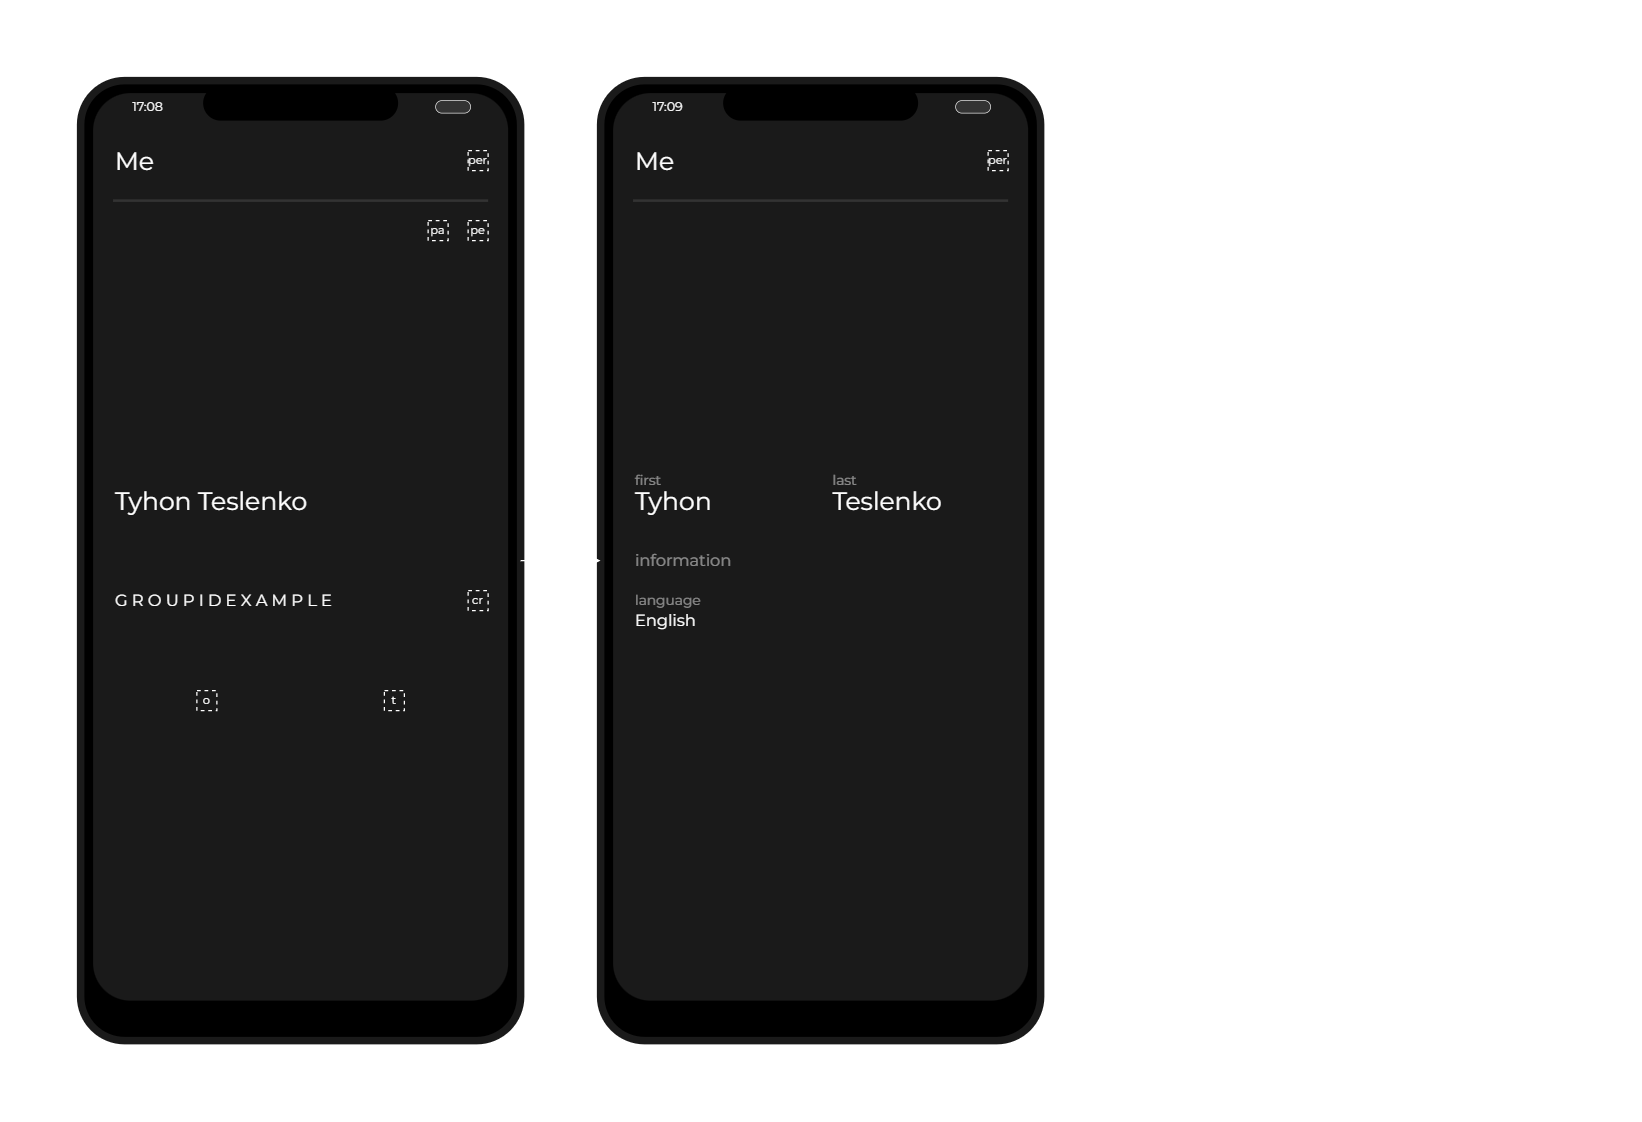 17:08
Me
per
pa pe
Tyhon Teslenko
GROUPIDEXAMPLE
cr
o t
17:09
Me
per
first last
Tyhon Teslenko
information
language
English